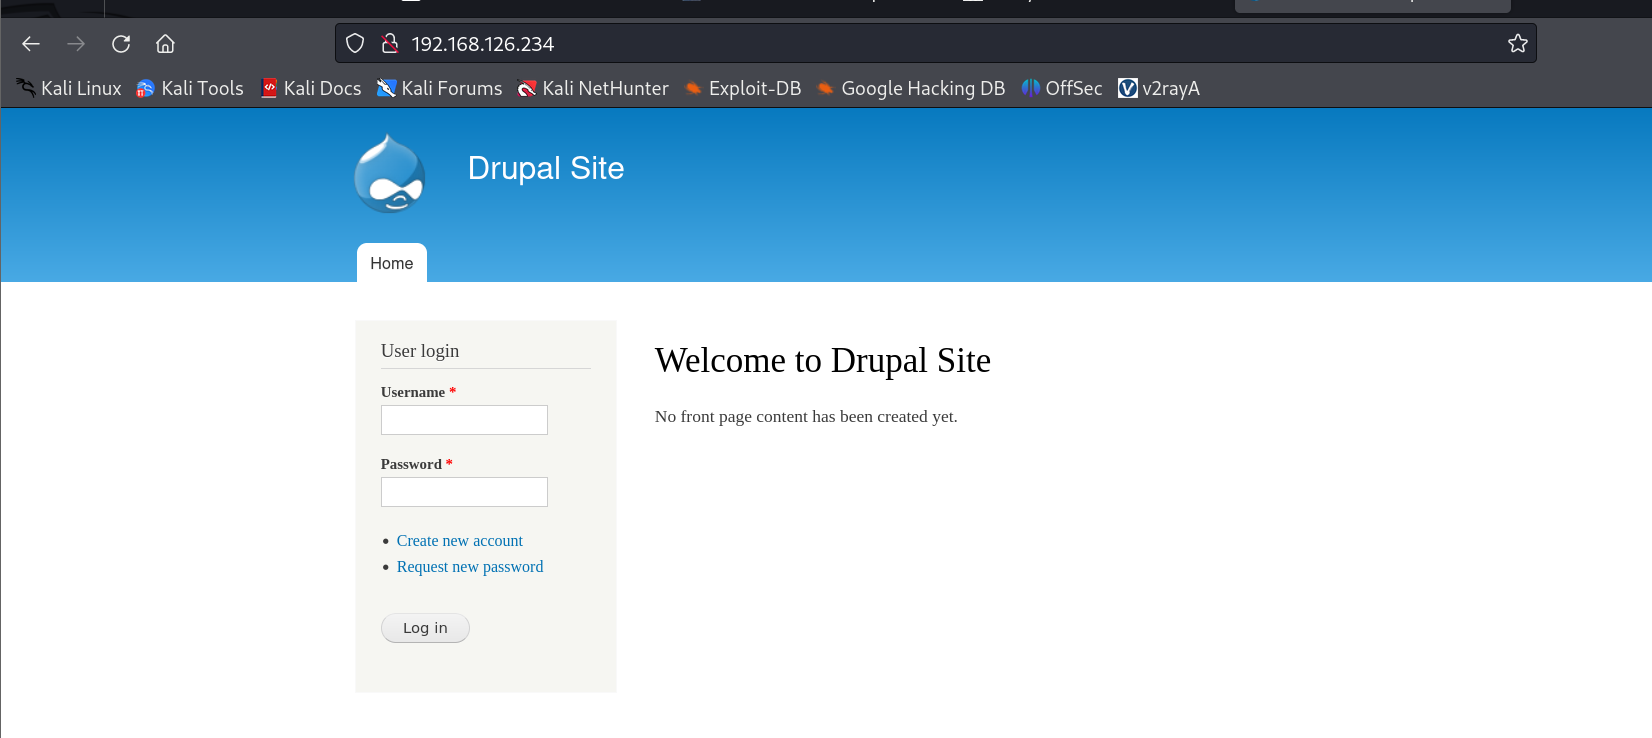 192.168.126.234
Kali Linux Kali Tools Kali Docs Kali Forums Kali NetHunter Exploit-DB Google Hacking DB OffSec v2rayA
Drupal Site
Home
User login
Username *
Password *
Create new account
Request new password
Log in
Welcome to Drupal Site
No front page content has been created yet.